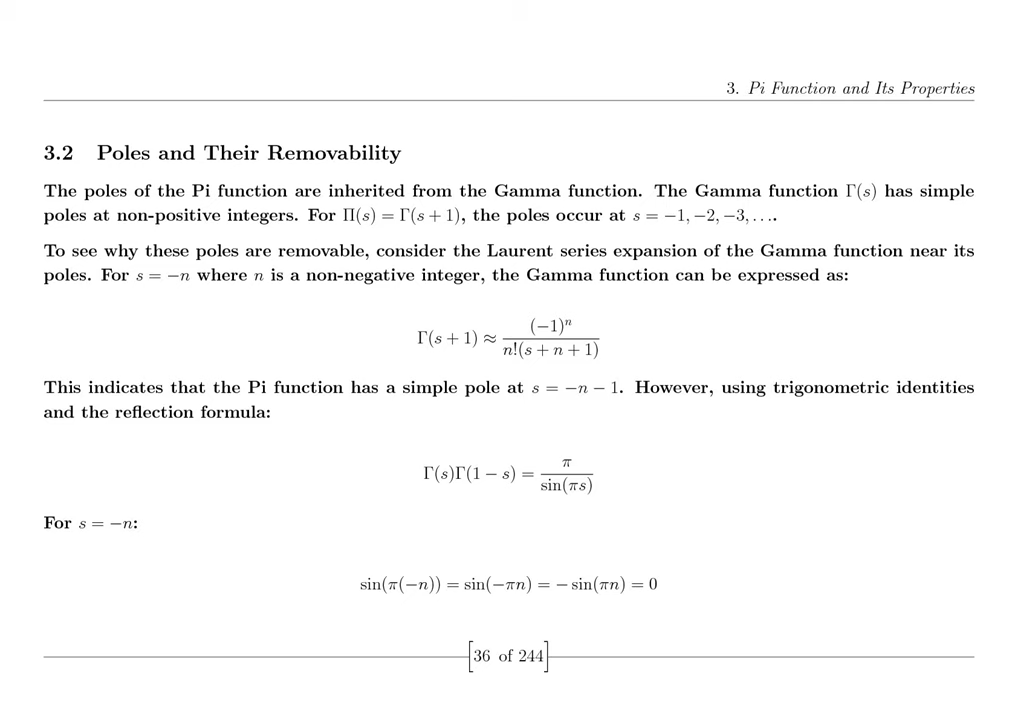 3. Pi Function and Its Properties
3.2 Poles and Their Removability
The poles of the Pi function are inherited from the Gamma function. The Gamma function Γ(s) has simple
poles at non-positive integers. For Π(s) = Γ(s + 1), the poles occur at s = −1, −2, −3, . . ..
To see why these poles are removable, consider the Laurent series expansion of the Gamma function near its
poles. For s = −n where n is a non-negative integer, the Gamma function can be expressed as:
Γ(s + 1) ≈ (−1)^n / n!(s + n + 1)
This indicates that the Pi function has a simple pole at s = −n − 1. However, using trigonometric identities
and the reflection formula:
Γ(s)Γ(1 − s) = π / sin(πs)
For s = −n:
sin(π(−n)) = sin(−πn) = − sin(πn) = 0
[36 of 244]